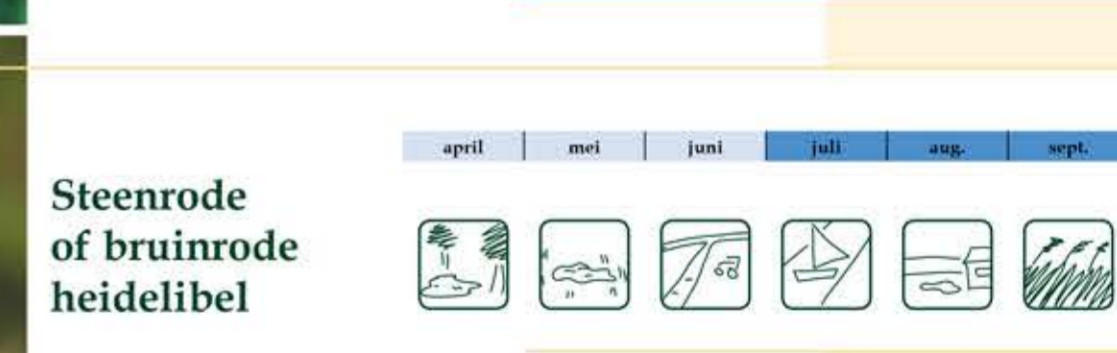 april mei juni juli aug. sept.
Steenrode
of bruinrode
heidelibel